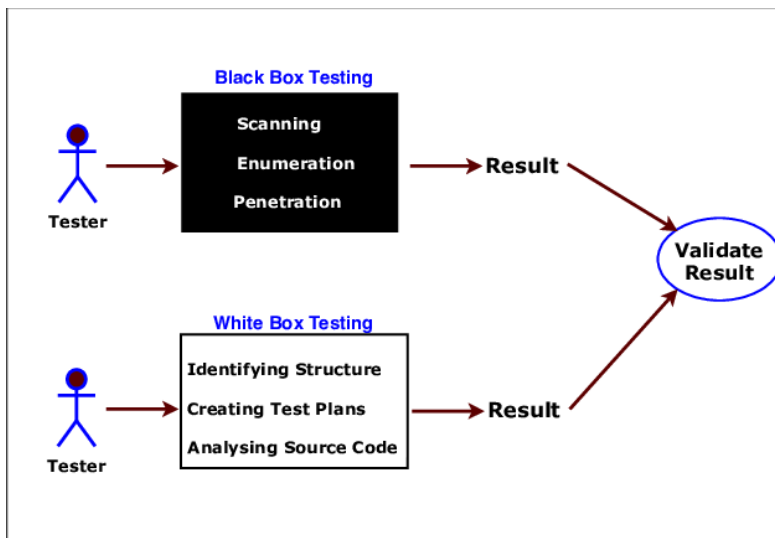 Black Box Testing
Scanning
Enumeration
Penetration
Tester
Result
Validate
Result
White Box Testing
Identifying Structure
Creating Test Plans
Analysing Source Code
Tester
Result